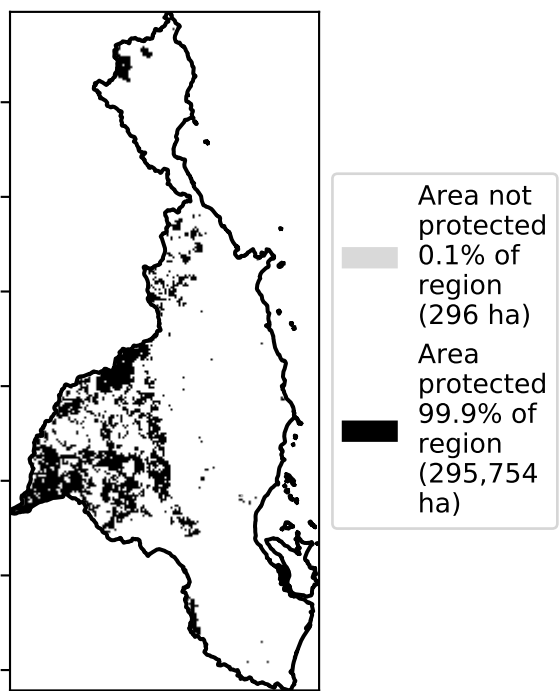 Area not
protected
0.1% of
region
(296 ha)
Area
protected
99.9% of
region
(295,754
ha)